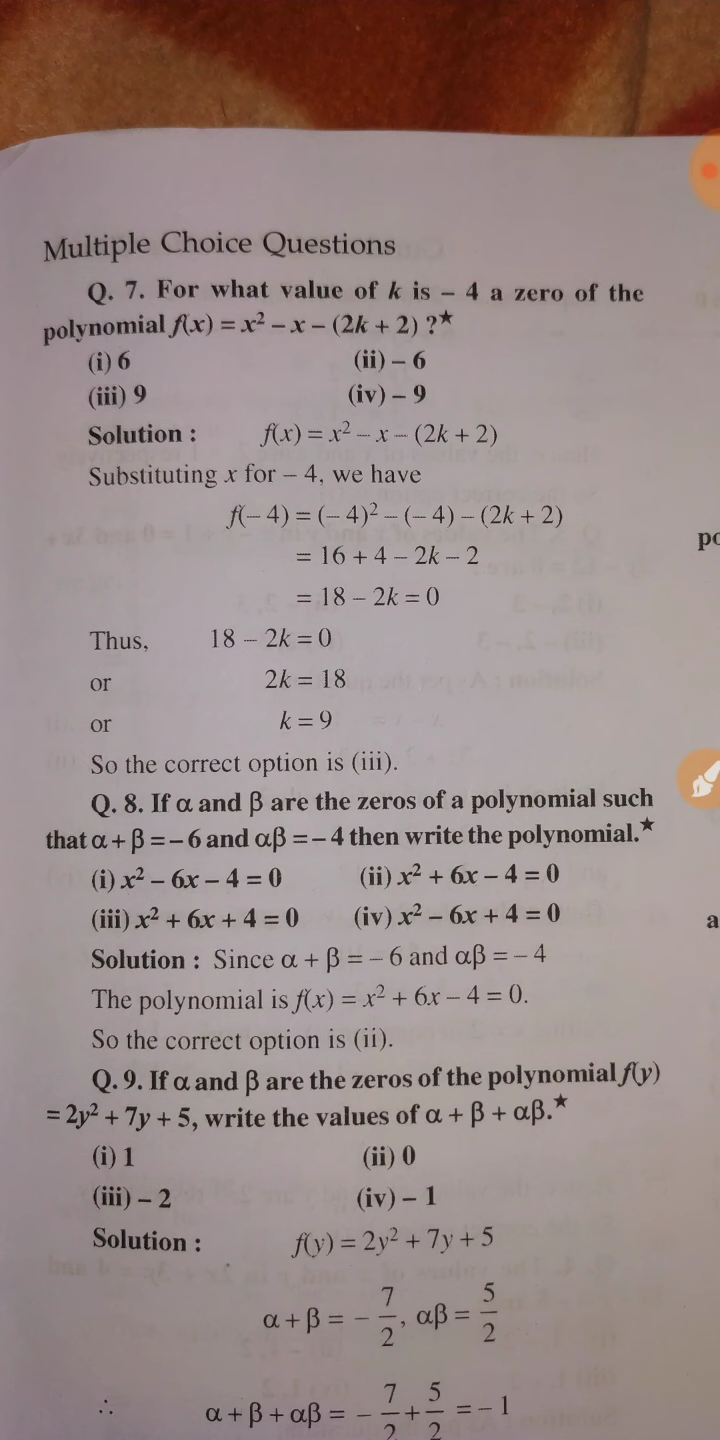 Multiple Choice Questions
Q. 7. For what value of k is – 4 a zero of the
polynomial f(x) = x² – x – (2k + 2) ?★
(i) 6 (ii) – 6
(iii) 9 (iv) – 9
Solution : f(x) = x² – x – (2k + 2)
Substituting x for – 4, we have
f(– 4) = (– 4)² – (– 4) – (2k + 2)
= 16 + 4 – 2k – 2
= 18 – 2k = 0
Thus, 18 – 2k = 0
or 2k = 18
or k = 9
So the correct option is (iii).
Q. 8. If α and β are the zeros of a polynomial such
that α + β = – 6 and αβ = – 4 then write the polynomial.★
(i) x² – 6x – 4 = 0 (ii) x² + 6x – 4 = 0
(iii) x² + 6x + 4 = 0 (iv) x² – 6x + 4 = 0
Solution : Since α + β = – 6 and αβ = – 4
The polynomial is f(x) = x² + 6x – 4 = 0.
So the correct option is (ii).
Q. 9. If α and β are the zeros of the polynomial f(y)
= 2y² + 7y + 5, write the values of α + β + αβ.★
(i) 1 (ii) 0
(iii) – 2 (iv) – 1
Solution : f(y) = 2y² + 7y + 5
α + β = – 7/2, αβ = 5/2
∴ α + β + αβ = – 7/2 + 5/2 = – 1